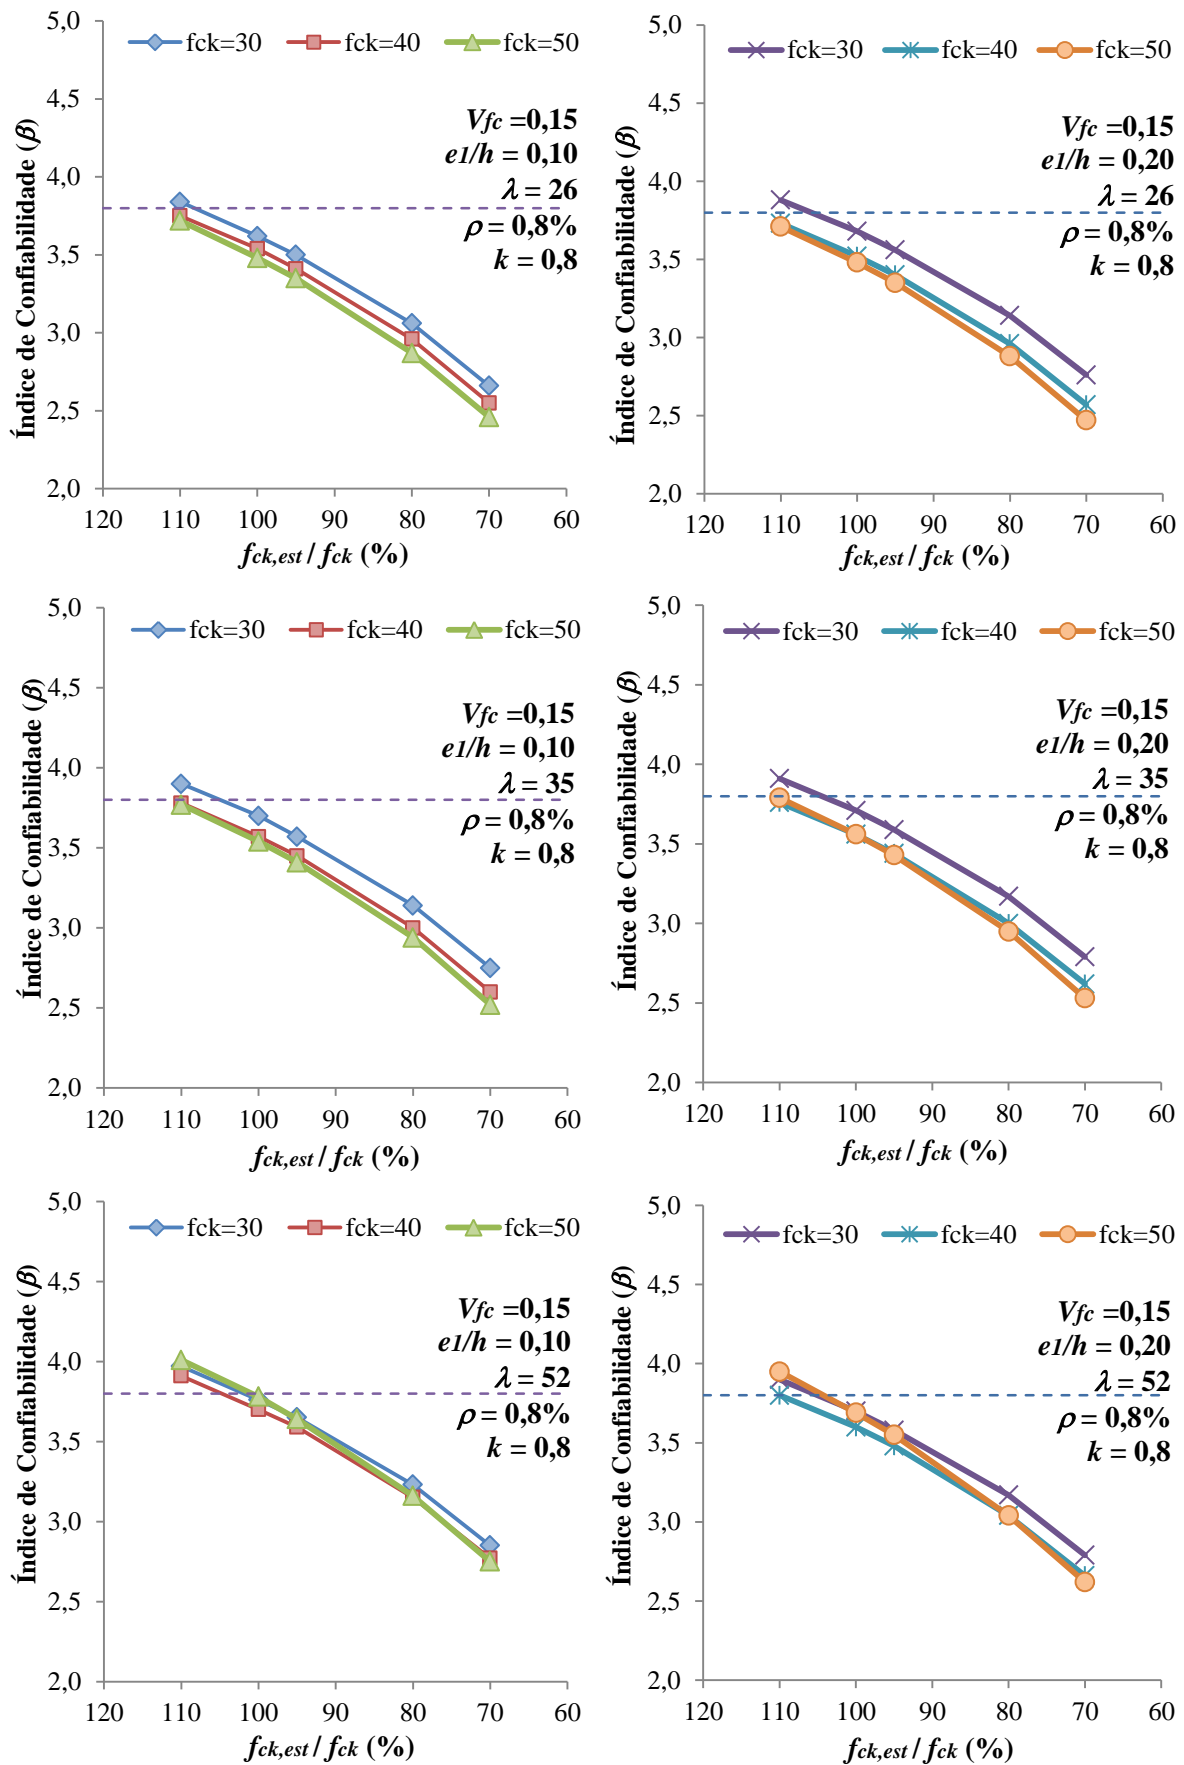 5,0
fck=30 fck=40 fck=50
4,5
Vfc =0,15
e1/h = 0,10
4,0
λ = 26
ρ = 0,8%
3,5
k = 0,8
3,0
2,5
2,0
120 110 100 90 80 70 60
Índice de Confiabilidade (β)
fck,est / fck (%)
5,0
fck=30 fck=40 fck=50
4,5
Vfc =0,15
e1/h = 0,20
4,0
λ = 26
ρ = 0,8%
3,5
k = 0,8
3,0
2,5
2,0
120 110 100 90 80 70 60
Índice de Confiabilidade (β)
fck,est / fck (%)
5,0
fck=30 fck=40 fck=50
4,5
Vfc =0,15
e1/h = 0,10
4,0
λ = 35
ρ = 0,8%
3,5
k = 0,8
3,0
2,5
2,0
120 110 100 90 80 70 60
Índice de Confiabilidade (β)
fck,est / fck (%)
5,0
fck=30 fck=40 fck=50
4,5
Vfc =0,15
e1/h = 0,20
4,0
λ = 35
ρ = 0,8%
3,5
k = 0,8
3,0
2,5
2,0
120 110 100 90 80 70 60
Índice de Confiabilidade (β)
fck,est / fck (%)
5,0
fck=30 fck=40 fck=50
4,5
Vfc =0,15
e1/h = 0,10
4,0
λ = 52
ρ = 0,8%
3,5
k = 0,8
3,0
2,5
2,0
120 110 100 90 80 70 60
Índice de Confiabilidade (β)
fck,est / fck (%)
5,0
fck=30 fck=40 fck=50
4,5
Vfc =0,15
e1/h = 0,20
4,0
λ = 52
ρ = 0,8%
3,5
k = 0,8
3,0
2,5
2,0
120 110 100 90 80 70 60
Índice de Confiabilidade (β)
fck,est / fck (%)